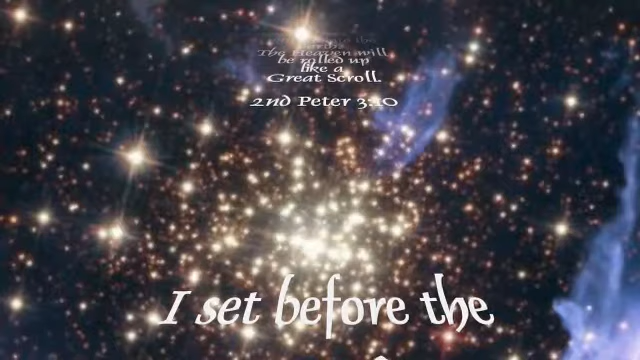 The Heaven will
be rolled up
like a
Great Scroll
2nd Peter 3:10
I set before the